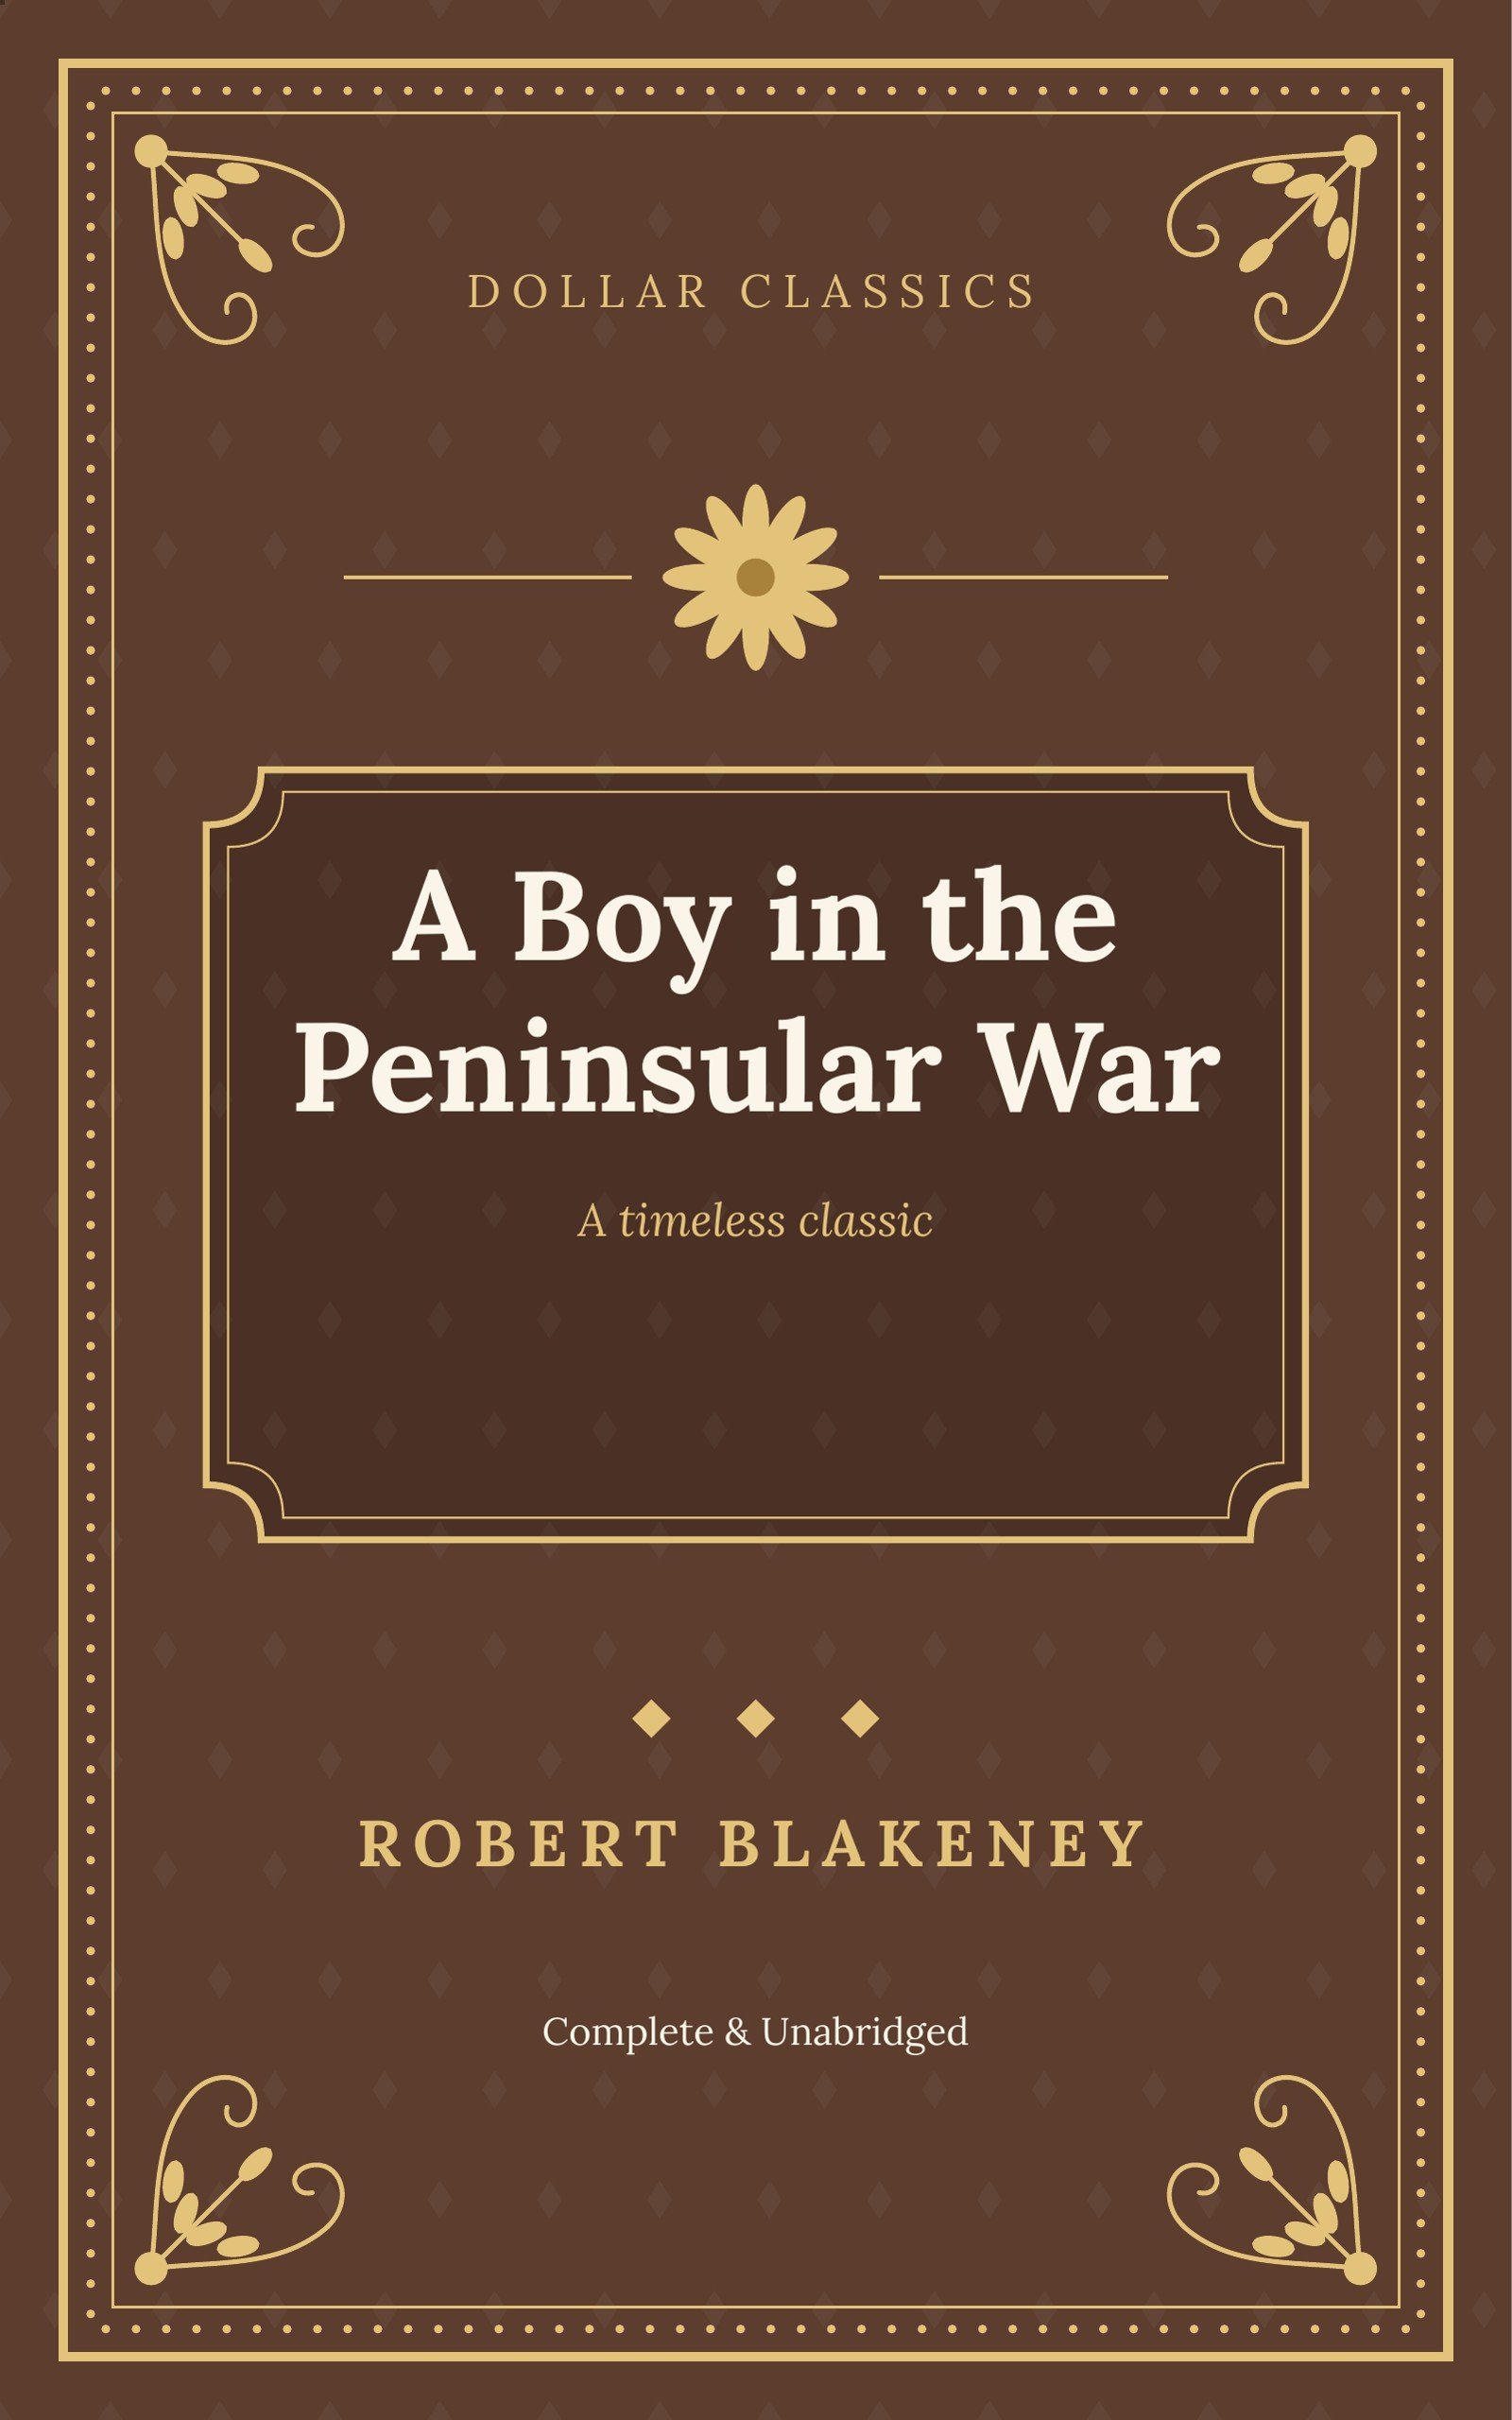 DOLLAR CLASSICS
A Boy in the
Peninsular War
A timeless classic
ROBERT BLAKENEY
Complete & Unabridged